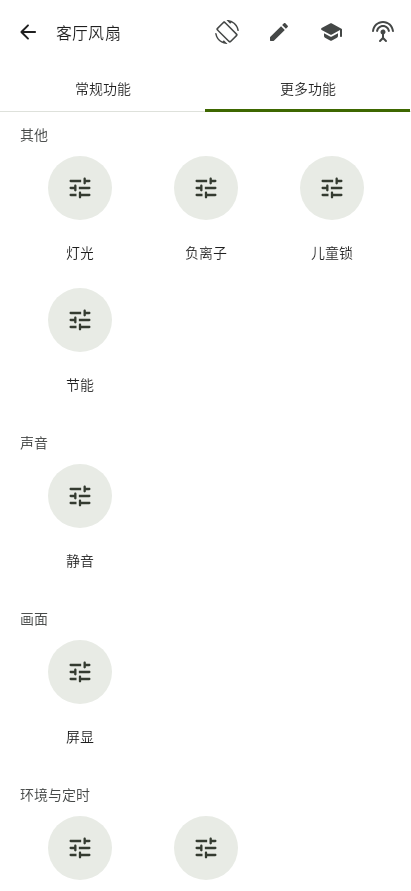 客厅风扇
常规功能 更多功能
其他
灯光 负离子 儿童锁
节能
声音
静音
画面
屏显
环境与定时